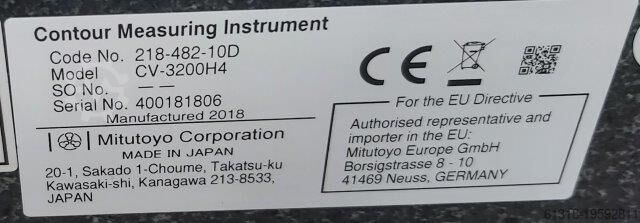 Contour Measuring Instrument
Code No. 218-482-10D
Model CV-3200H4
SO No. — —
Serial No. 400181806
Manufactured 2018
Mitutoyo Corporation
MADE IN JAPAN
20-1, Sakado 1-Choume, Takatsu-ku
Kawasaki-shi, Kanagawa 213-8533,
JAPAN
CE
For the EU Directive
Authorised representative and
importer in the EU:
Mitutoyo Europe GmbH
Borsigstrasse 8 - 10
41469 Neuss, GERMANY